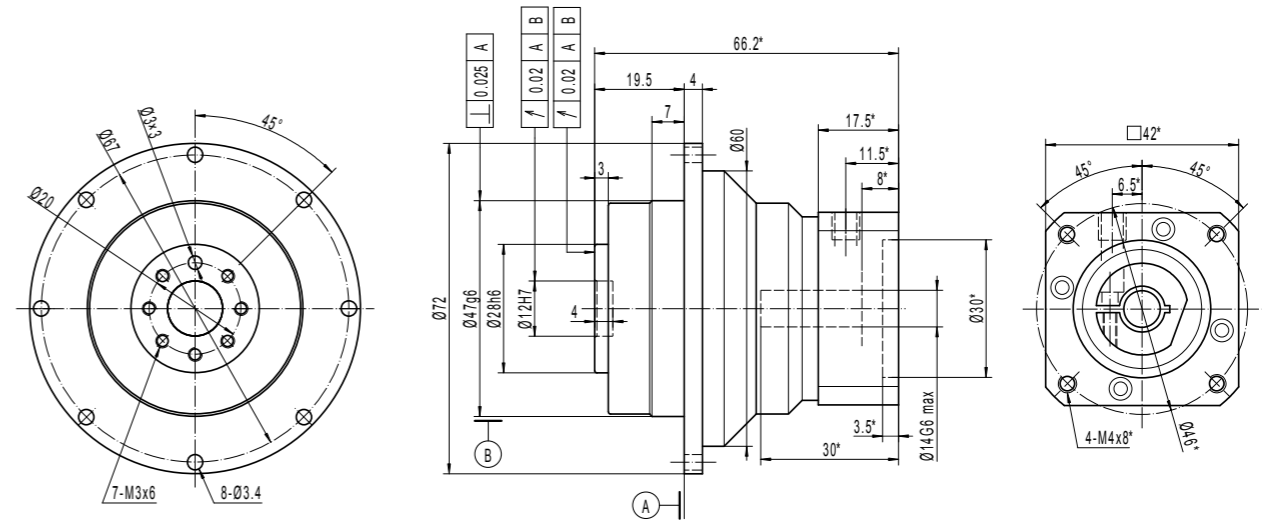 Ø3x3
45°
Ø67
Ø20
7-M3x6
8-Ø3.4
⊥ 0.025 A
↗ 0.02 A B
↗ 0.02 A B
66.2*
19.5
4
7
3
17.5*
11.5*
8*
Ø60
Ø72
Ø47g6
Ø28h6
Ø12H7
4
Ø30*
Ø14G6 max
3.5*
30*
B
A
□42*
45°
45°
6.5*
4-M4x8*
Ø46*